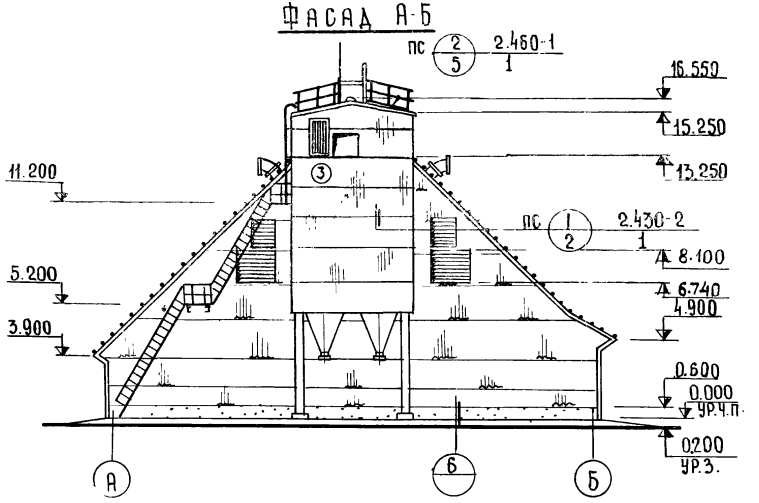 ФАСАД А-Б
ПС 2 2.460-1
5 1
16.550
15.250
11.200
13.250
3
ПС 1 2.430-2
2 1
8.100
5.200
6.740
4.900
3.900
0.600
0.000
УР.Ч.П.
0.200
УР.З.
А
6
Б